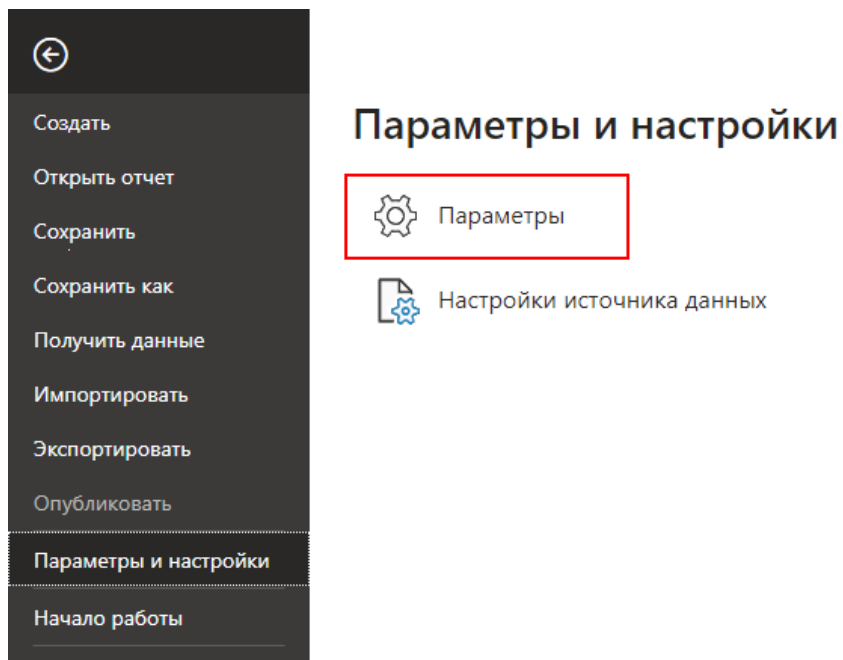 Создать
Открыть отчет
Сохранить
Сохранить как
Получить данные
Импортировать
Экспортировать
Опубликовать
Параметры и настройки
Начало работы
Параметры и настройки
Параметры
Настройки источника данных